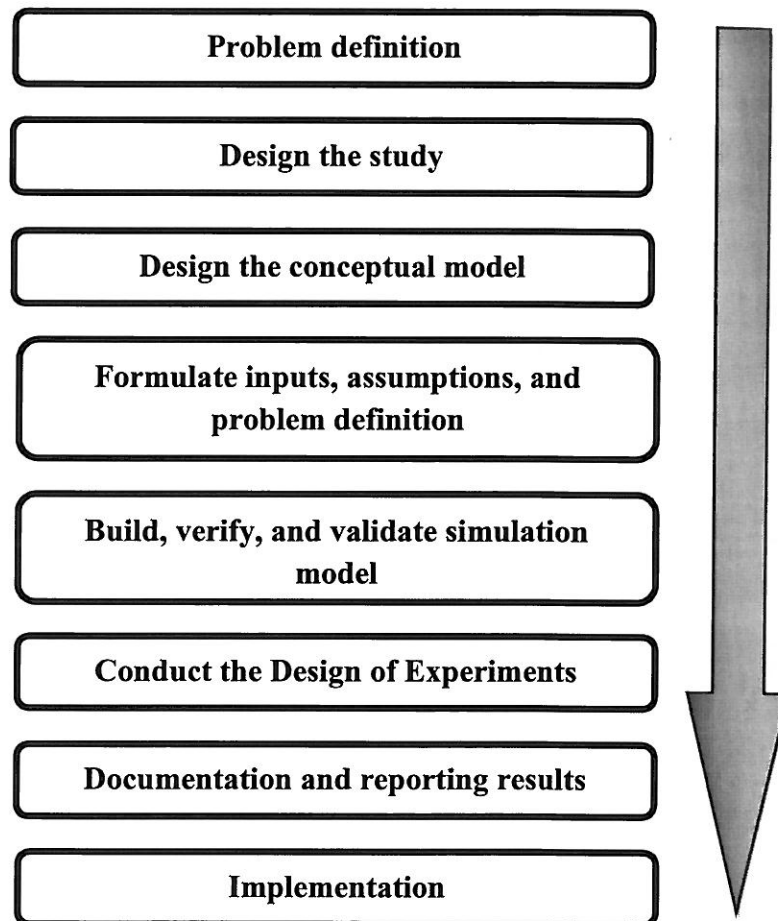 Problem definition
Design the study
Design the conceptual model
Formulate inputs, assumptions, and
problem definition
Build, verify, and validate simulation
model
Conduct the Design of Experiments
Documentation and reporting results
Implementation